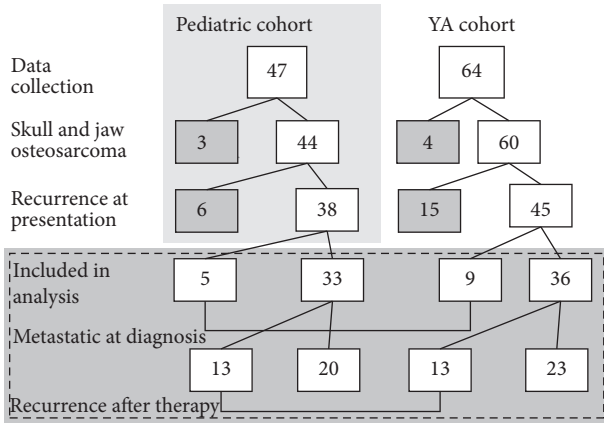 Pediatric cohort YA cohort
Data collection 47 64
Skull and jaw osteosarcoma 3 44 4 60
Recurrence at presentation 6 38 15 45
Included in analysis 5 33 9 36
Metastatic at diagnosis
13 20 13 23
Recurrence after therapy